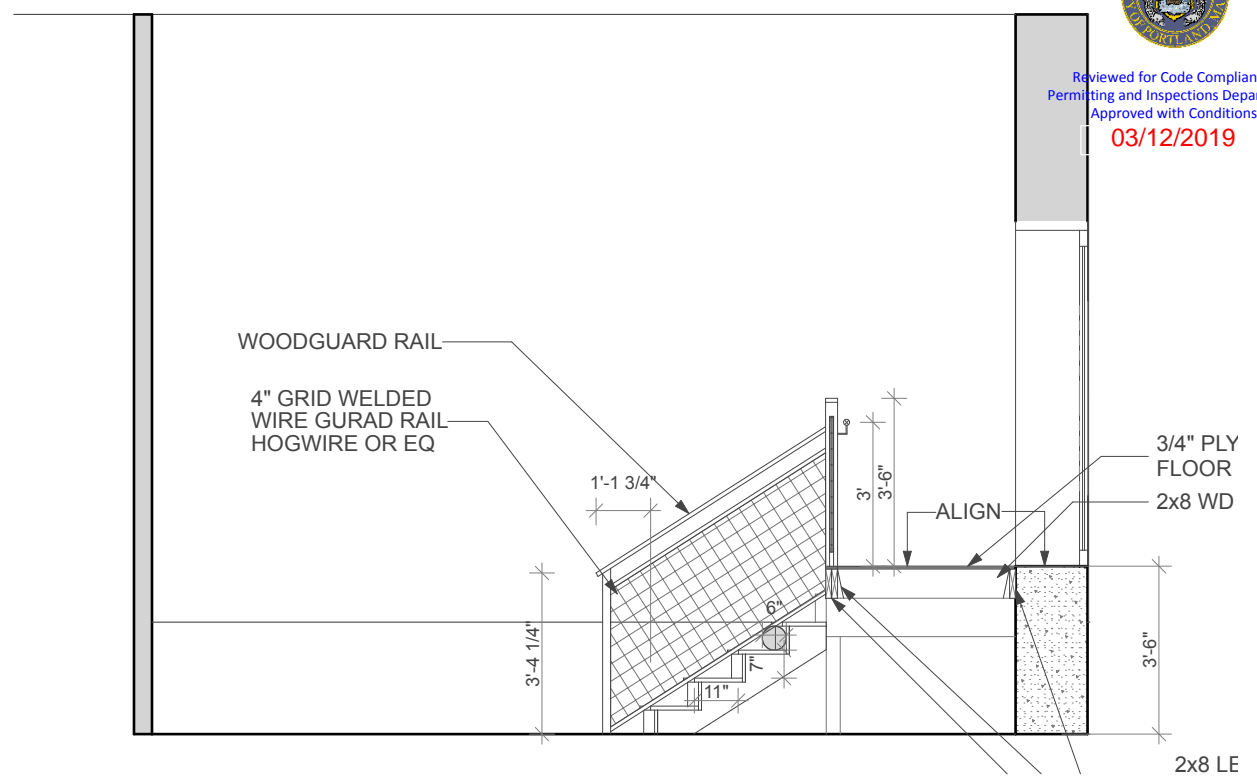 PORTLAND
Reviewed for Code Complian
Permitting and Inspections Depar
Approved with Conditions
03/12/2019
WOODGUARD RAIL
4" GRID WELDED
WIRE GURAD RAIL
HOGWIRE OR EQ
1'-1 3/4"
3'
3'-6"
3/4" PLY
FLOOR
2x8 WD
ALIGN
3'-4 1/4"
6"
7"
11"
3'-6"
2x8 LE